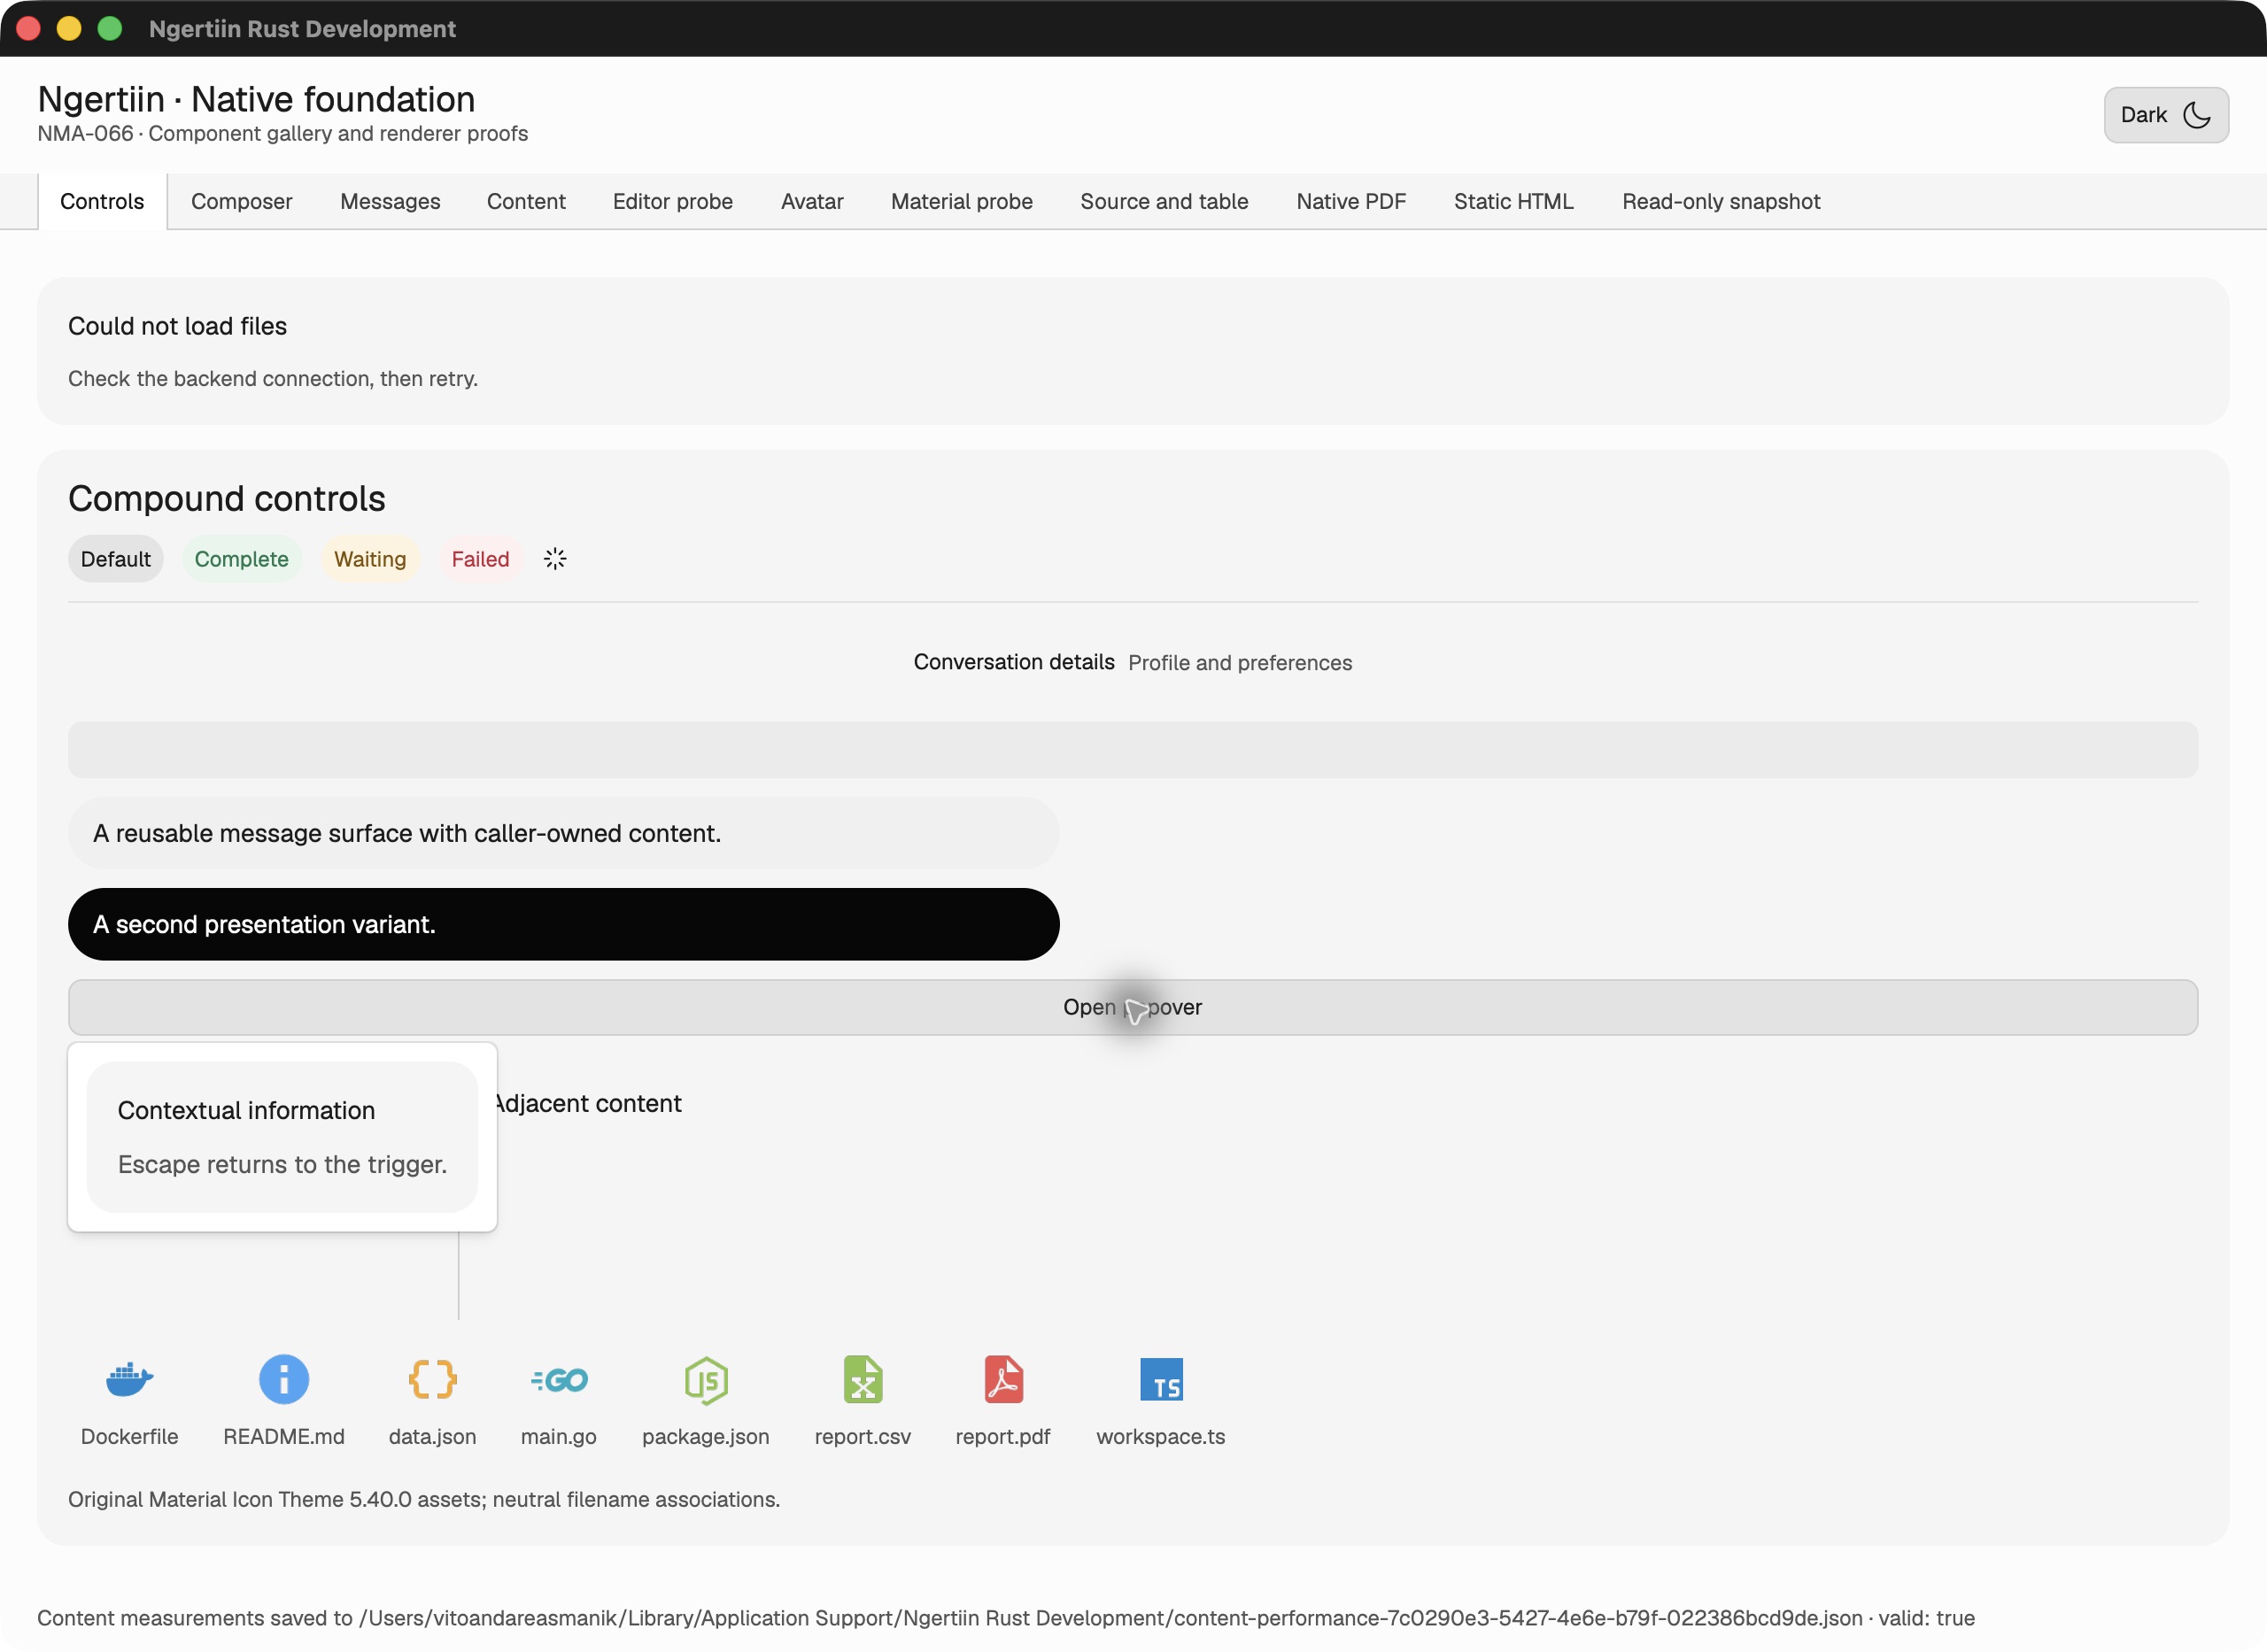 Ngertiin Rust Development
Ngertiin · Native foundation
NMA-066 · Component gallery and renderer proofs
Dark
Controls Composer Messages Content Editor probe Avatar Material probe Source and table Native PDF Static HTML Read-only snapshot
Could not load files
Check the backend connection, then retry.
Compound controls
Default Complete Waiting Failed
Conversation details Profile and preferences
A reusable message surface with caller-owned content.
A second presentation variant.
Open popover
Contextual information
Escape returns to the trigger.
Adjacent content
GO JS TS
Dockerfile README.md data.json main.go package.json report.csv report.pdf workspace.ts
Original Material Icon Theme 5.40.0 assets; neutral filename associations.
Content measurements saved to /Users/vitoandareasmanik/Library/Application Support/Ngertiin Rust Development/content-performance-7c0290e3-5427-4e6e-b79f-022386bcd9de.json · valid: true